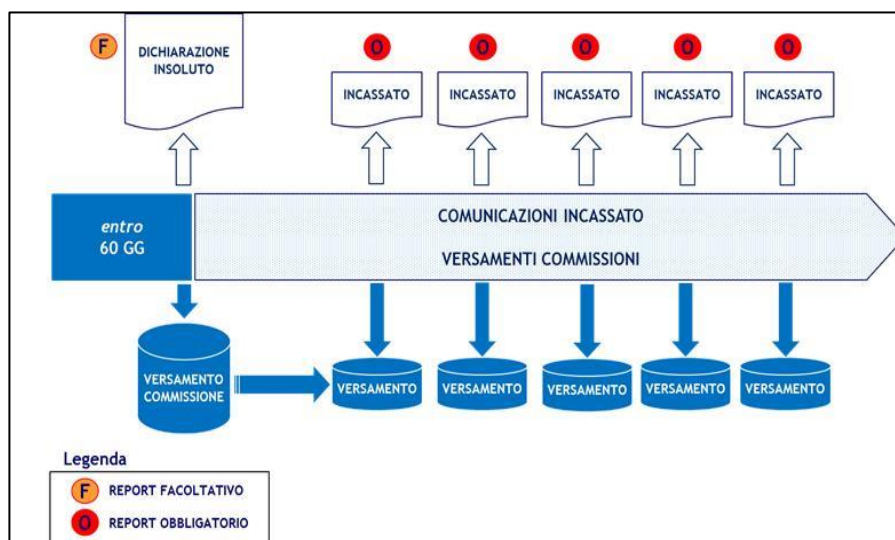 F
DICHIARAZIONE
INSOLUTO
O
O
O
O
O
INCASSATO
INCASSATO
INCASSATO
INCASSATO
INCASSATO
entro
60 GG
COMUNICAZIONI INCASSATO
VERSAMENTI COMMISSIONI
VERSAMENTO
COMMISSIONE
VERSAMENTO
VERSAMENTO
VERSAMENTO
VERSAMENTO
VERSAMENTO
Legenda
F REPORT FACOLTATIVO
O REPORT OBBLIGATORIO